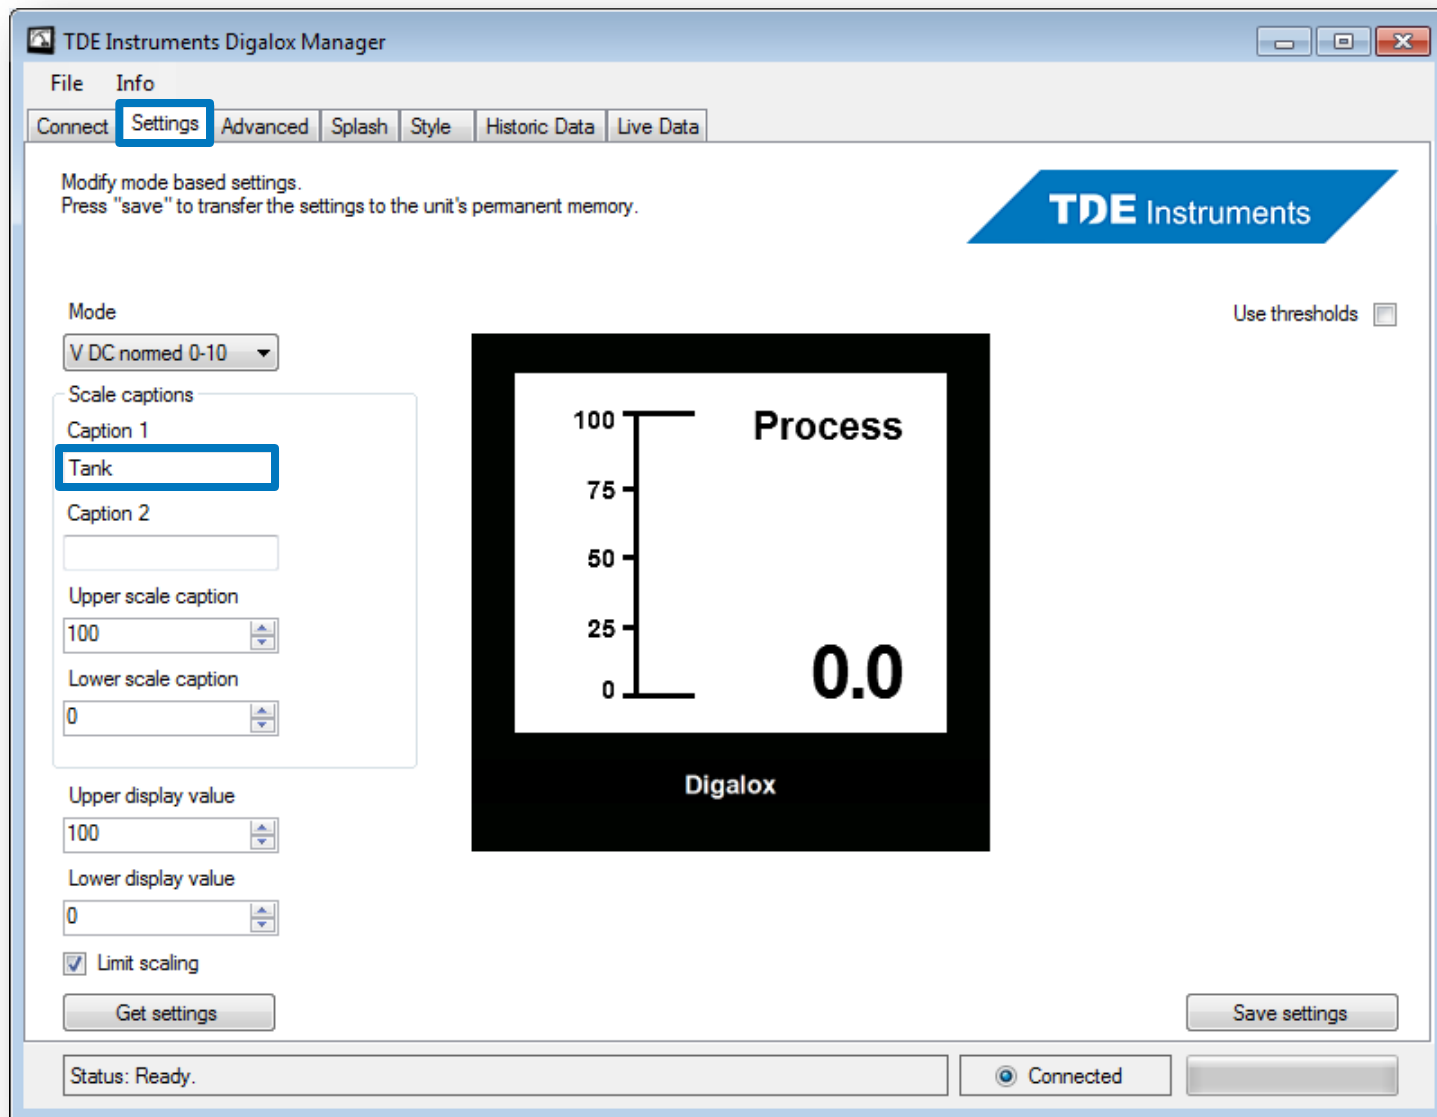 TDE Instruments Digalox Manager
File Info
Connect Settings Advanced Splash Style Historic Data Live Data
Modify mode based settings.
Press "save" to transfer the settings to the unit's permanent memory.
TDE Instruments
Mode
Use thresholds
V DC normed 0-10
Scale captions
Caption 1
Tank
Caption 2
Upper scale caption
100
Lower scale caption
0
Upper display value
100
Lower display value
0
Limit scaling
Get settings
100 Process
75
50
25
0 0.0
Digalox
Save settings
Status: Ready.
Connected